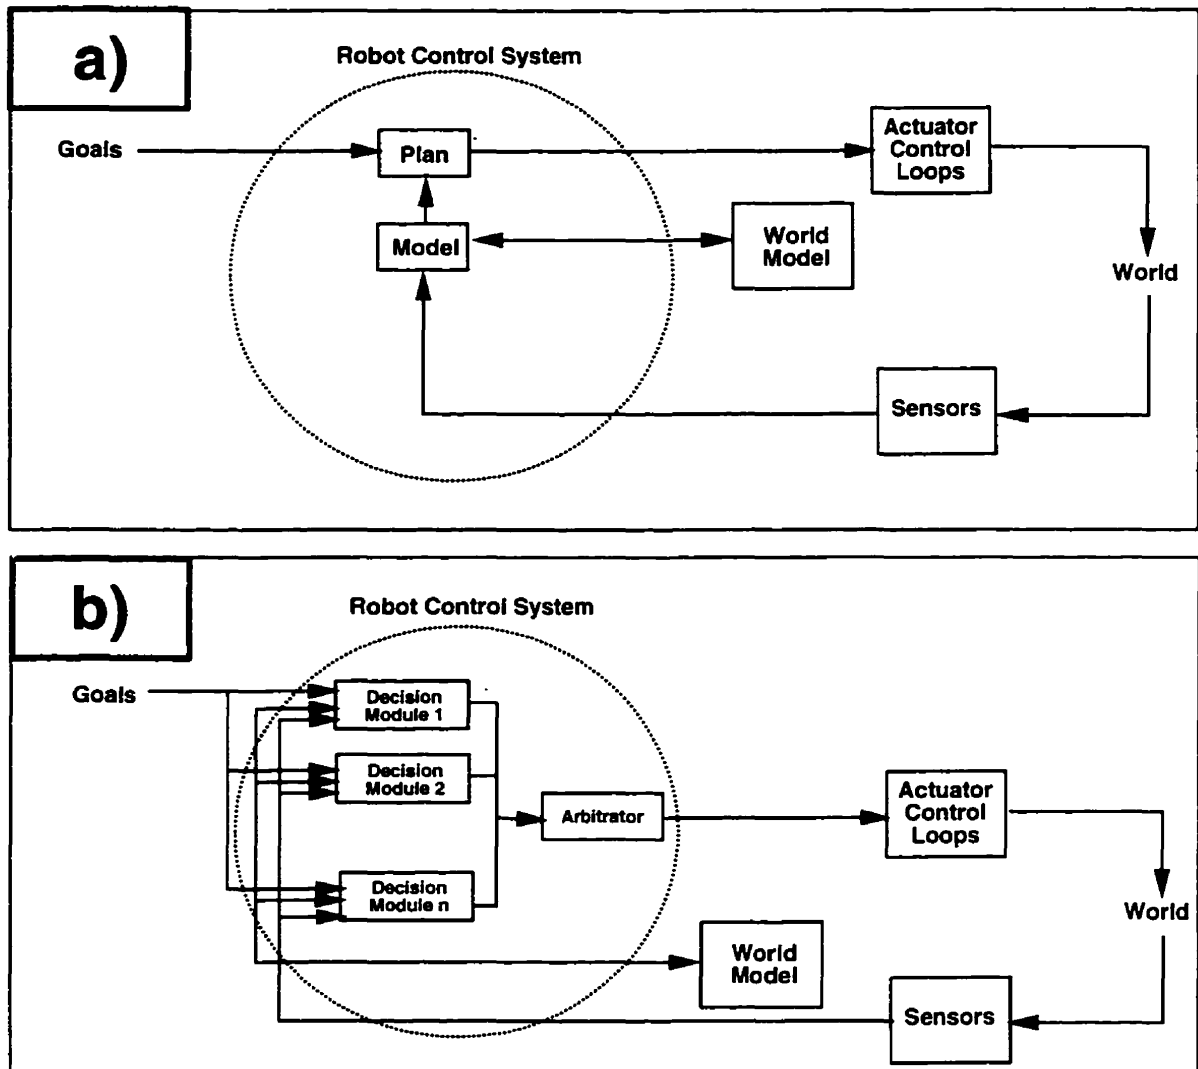 a)
Robot Control System
Goals
Plan
Actuator
Control
Loops
Model
World
Model
World
Sensors
b)
Robot Control System
Goals
Decision
Module 1
Decision
Module 2
Arbitrator
Actuator
Control
Loops
Decision
Module n
World
World
Model
Sensors